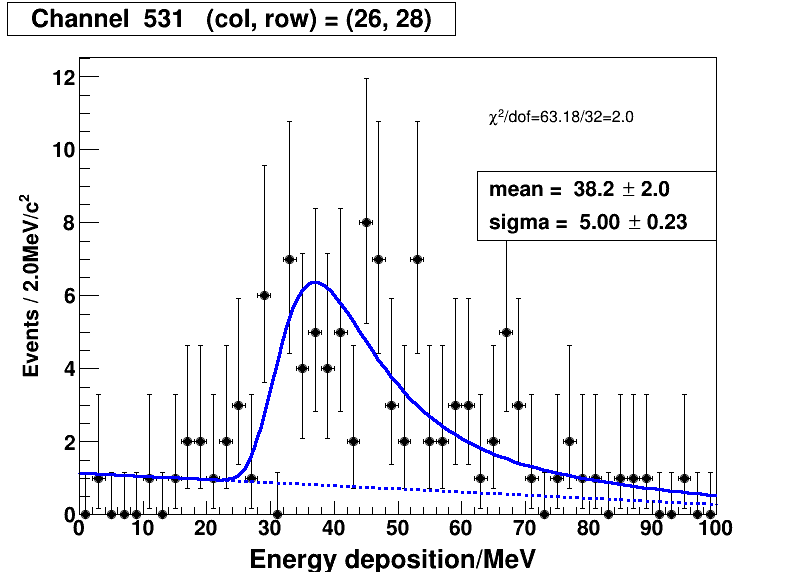 Channel 531 (col, row) = (26, 28)
12
10
8
6
4
2
0
Events / 2.0MeV/c²
χ²/dof=63.18/32=2.0
mean = 38.2 ± 2.0
sigma = 5.00 ± 0.23
0 10 20 30 40 50 60 70 80 90 100
Energy deposition/MeV